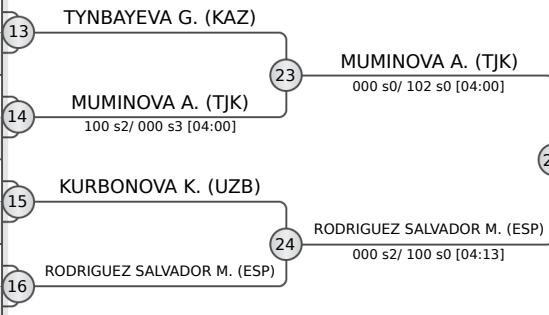 TYNBAYEVA G. (KAZ)
13
23
MUMINOVA A. (TJK)
000 s0/ 102 s0 [04:00]
MUMINOVA A. (TJK)
14
100 s2/ 000 s3 [04:00]
KURBONOVA K. (UZB)
15
24
RODRIGUEZ SALVADOR M. (ESP)
000 s2/ 100 s0 [04:13]
RODRIGUEZ SALVADOR M. (ESP)
16